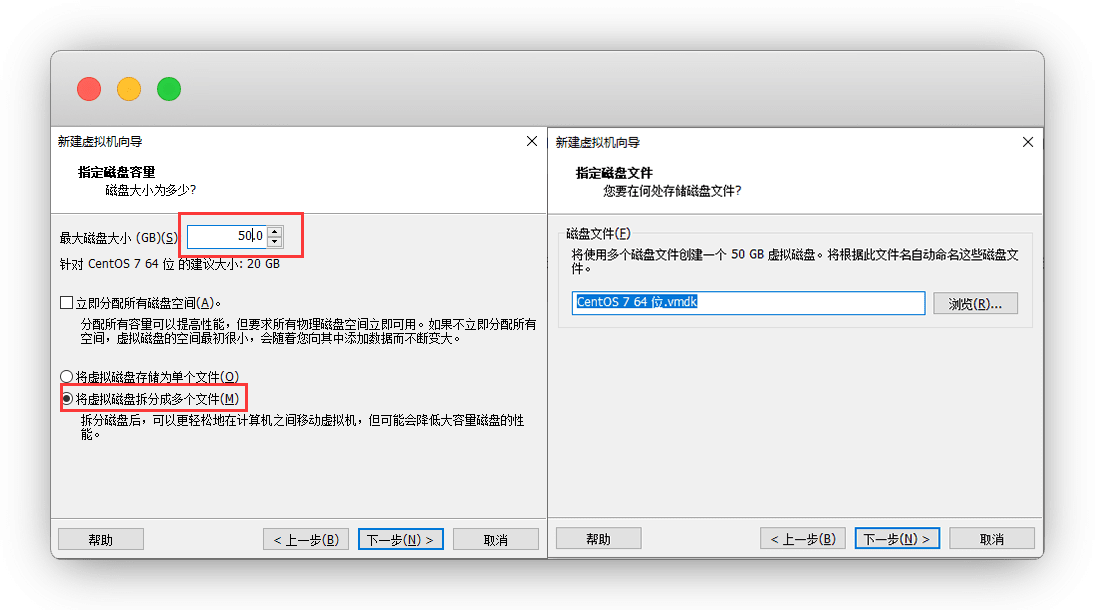 新建虚拟机向导
指定磁盘容量
磁盘大小为多少?
最大磁盘大小 (GB)(S)
50.0
针对 CentOS 7 64 位 的建议大小: 20 GB
立即分配所有磁盘空间(A)。
分配所有容量可以提高性能，但要求所有物理磁盘空间立即可用。如果不立即分配所有
空间，虚拟磁盘的空间最初很小，会随着您向其中添加数据而不断变大。
将虚拟磁盘存储为单个文件(O)
将虚拟磁盘拆分成多个文件(M)
拆分磁盘后，可以更轻松地在计算机之间移动虚拟机，但可能会降低大容量磁盘的性
能。
帮助
< 上一步(B)
下一步(N) >
取消
新建虚拟机向导
指定磁盘文件
您要在何处存储磁盘文件?
磁盘文件(F)
将使用多个磁盘文件创建一个 50 GB 虚拟磁盘。将根据此文件名自动命名这些磁盘文
件。
CentOS 7 64 位.vmdk
浏览(R)...
帮助
< 上一步(B)
下一步(N) >
取消